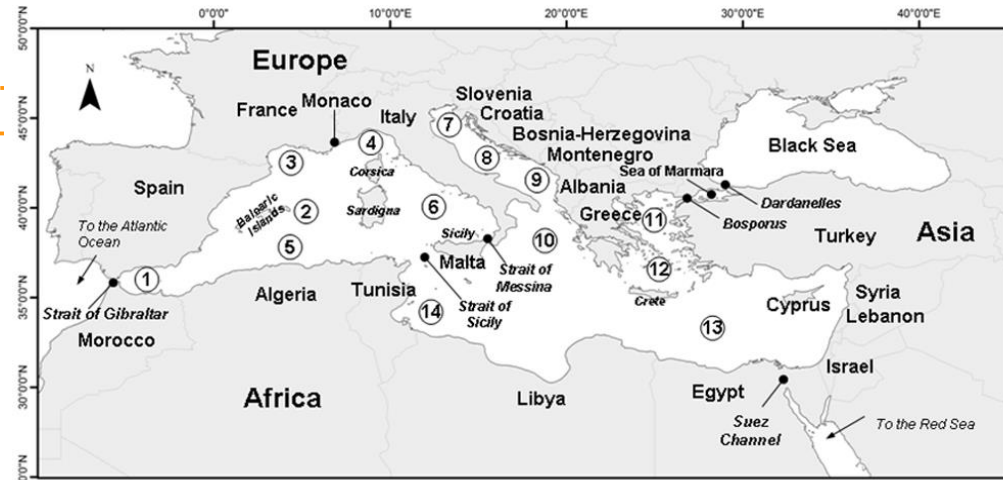 0°0'0"E
10°0'0"E
20°0'0"E
30°0'0"E
40°0'0"E
50°0'0"N
45°0'0"N
40°0'0"N
35°0'0"N
30°0'0"N
0'0"N
N
Europe
France
Monaco
Italy
Slovenia
Croatia
Bosnia-Herzegovina
Montenegro
Sea of Marmara
Black Sea
Albania
Dardanelles
Bosporus
Greece
Turkey
Asia
Spain
Corsica
Sardigna
Balearic
Islands
To the Atlantic
Ocean
Sicily
Malta
Strait of
Messina
Strait of
Sicily
Crete
Cyprus
Syria
Lebanon
Israel
Strait of Gibraltar
Morocco
Algeria
Tunisia
Africa
Libya
Egypt
Suez
Channel
To the Red Sea
1
2
3
4
5
6
7
8
9
10
11
12
13
14